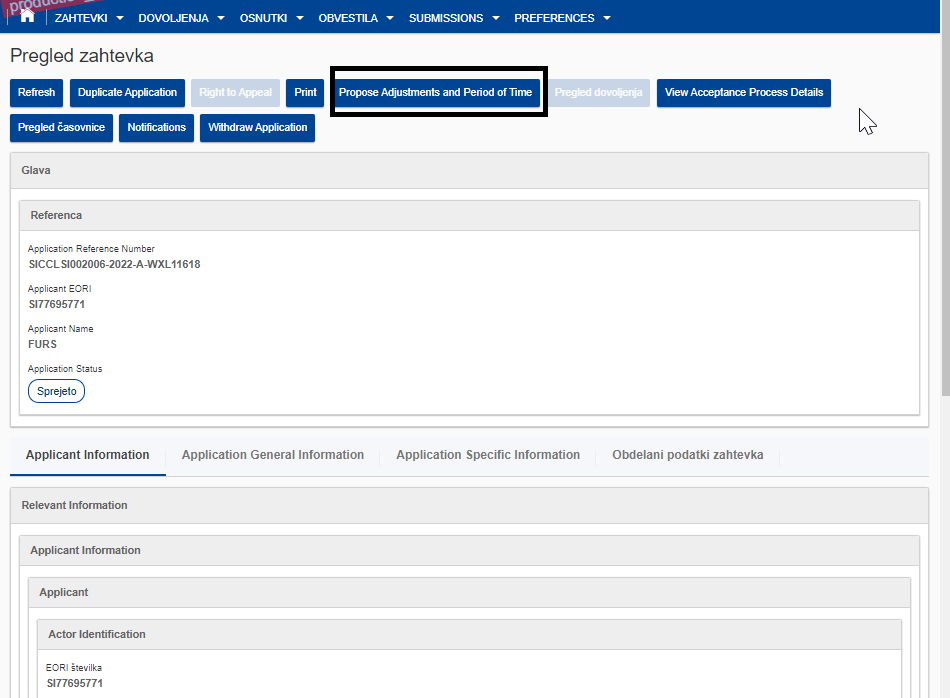 product
ZAHTEVKI DOVOLJENJA OSNUTKI OBVESTILA SUBMISSIONS PREFERENCES
Pregled zahtevka
Refresh Duplicate Application Right to Appeal Print Propose Adjustments and Period of Time Pregled dovoljenja View Acceptance Process Details
Pregled časovnice Notifications Withdraw Application
Glava
Referenca
Application Reference Number
SICCLSI002006-2022-A-WXL11618
Applicant EORI
SI77695771
Applicant Name
FURS
Application Status
Sprejeto
Applicant Information Application General Information Application Specific Information Obdelani podatki zahtevka
Relevant Information
Applicant Information
Applicant
Actor Identification
EORI številka
SI77695771